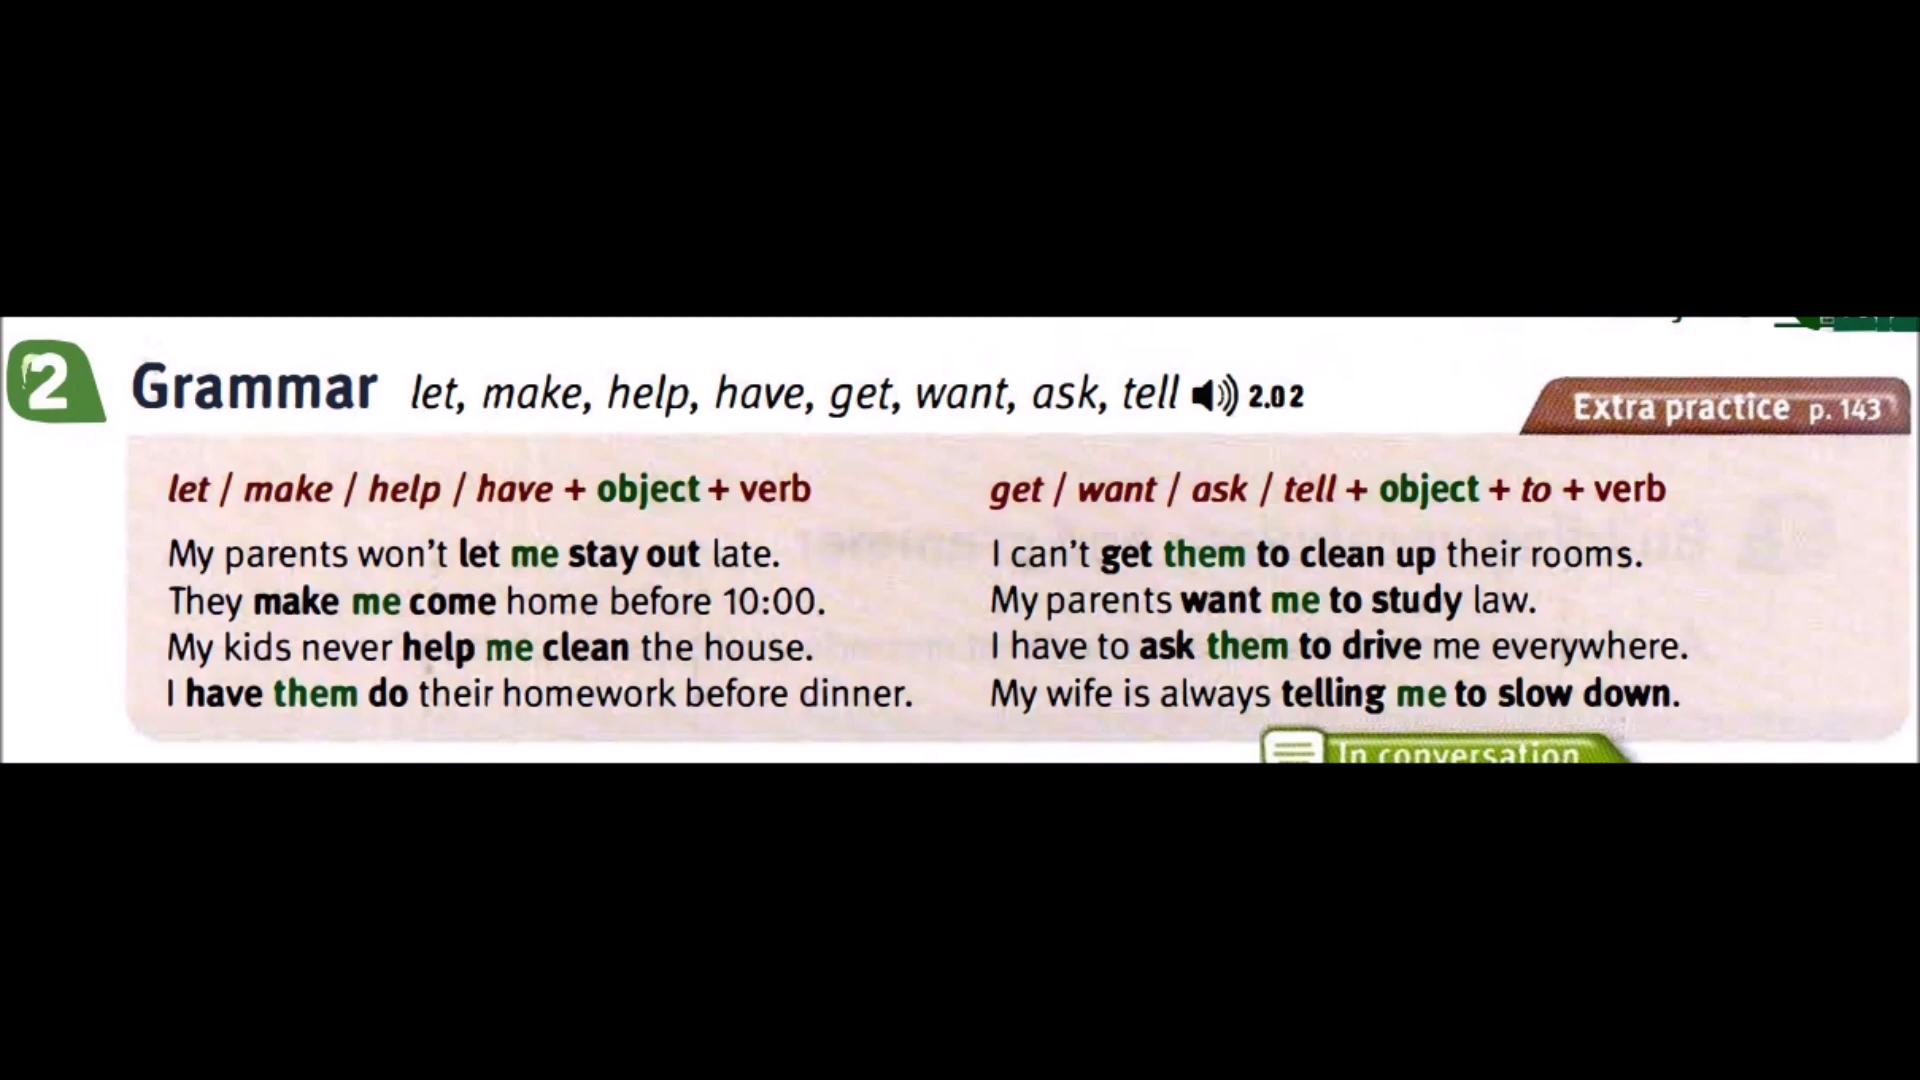 2 Grammar let, make, help, have, get, want, ask, tell 2.02
Extra practice p. 143
let / make / help / have + object + verb
My parents won't let me stay out late.
They make me come home before 10:00.
My kids never help me clean the house.
I have them do their homework before dinner.
get / want / ask / tell + object + to + verb
I can't get them to clean up their rooms.
My parents want me to study law.
I have to ask them to drive me everywhere.
My wife is always telling me to slow down.
In conversation